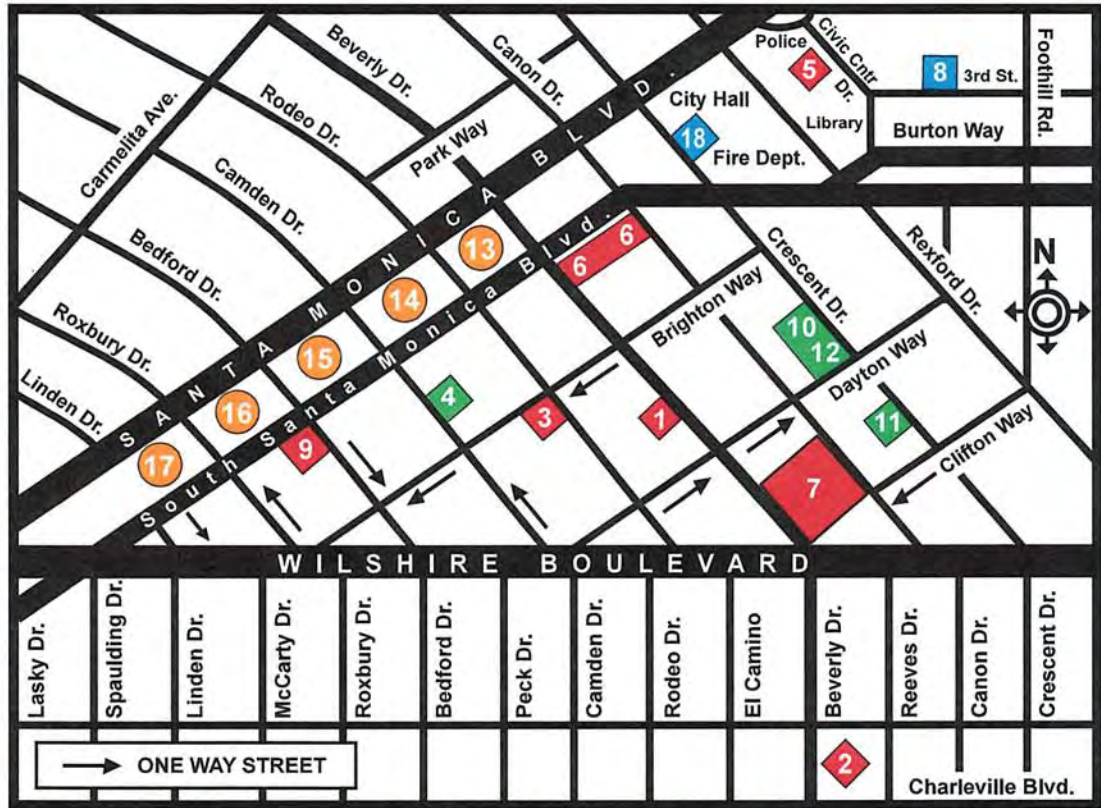 Beverly Dr.
Canon Dr.
Police
Civic Cntr Dr.
5
8
3rd St.
Foothill Rd.
Carmelita Ave.
Rodeo Dr.
Park Way
City Hall
18
Fire Dept.
Library
Burton Way
Camden Dr.
SANTA MONICA BLVD.
Bedford Dr.
13
14
15
16
17
South Santa Monica Blvd.
6
6
Crescent Dr.
Rexford Dr.
N
Roxbury Dr.
Linden Dr.
Brighton Way
10
12
Dayton Way
4
3
1
11
9
7
Clifton Way
WILSHIRE BOULEVARD
Lasky Dr.
Spaulding Dr.
Linden Dr.
McCarty Dr.
Roxbury Dr.
Bedford Dr.
Peck Dr.
Camden Dr.
Rodeo Dr.
El Camino
Beverly Dr.
Reeves Dr.
Canon Dr.
Crescent Dr.
ONE WAY STREET
2
Charleville Blvd.